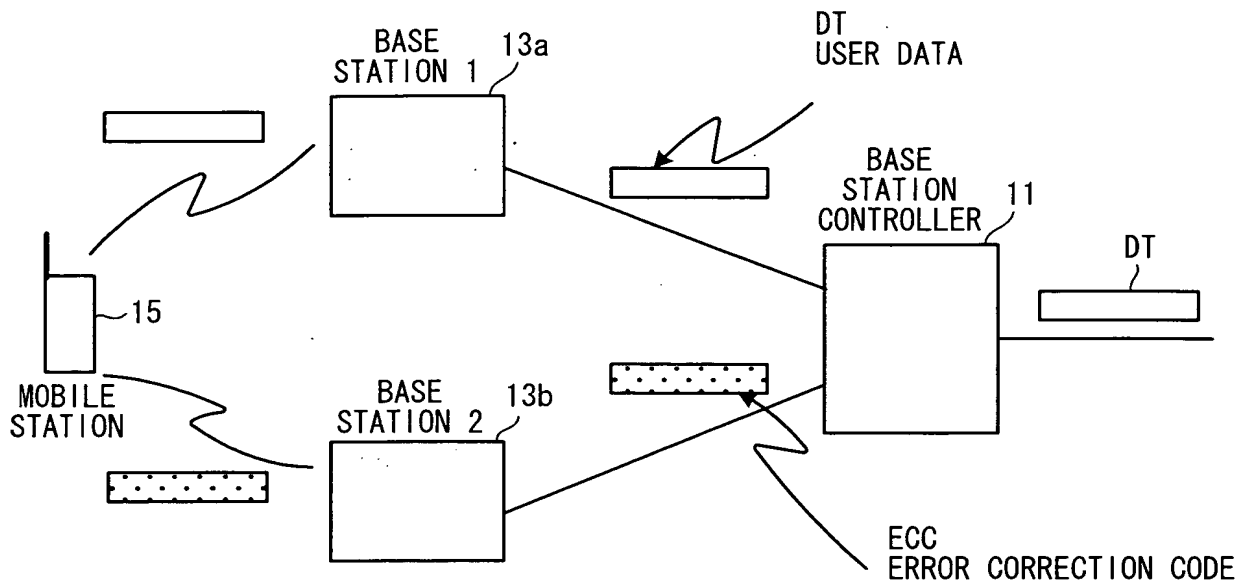 DT
USER DATA
BASE
STATION 1
13a
BASE
STATION
CONTROLLER
11
DT
15
MOBILE
STATION
BASE
STATION 2
13b
ECC
ERROR CORRECTION CODE